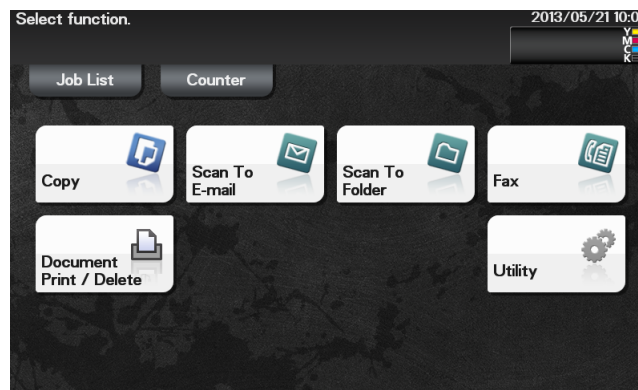 Select function.
2013/05/21 10:0
Y
M
C
K
Job List
Counter
Copy
Scan To
E-mail
Scan To
Folder
Fax
Document
Print / Delete
Utility